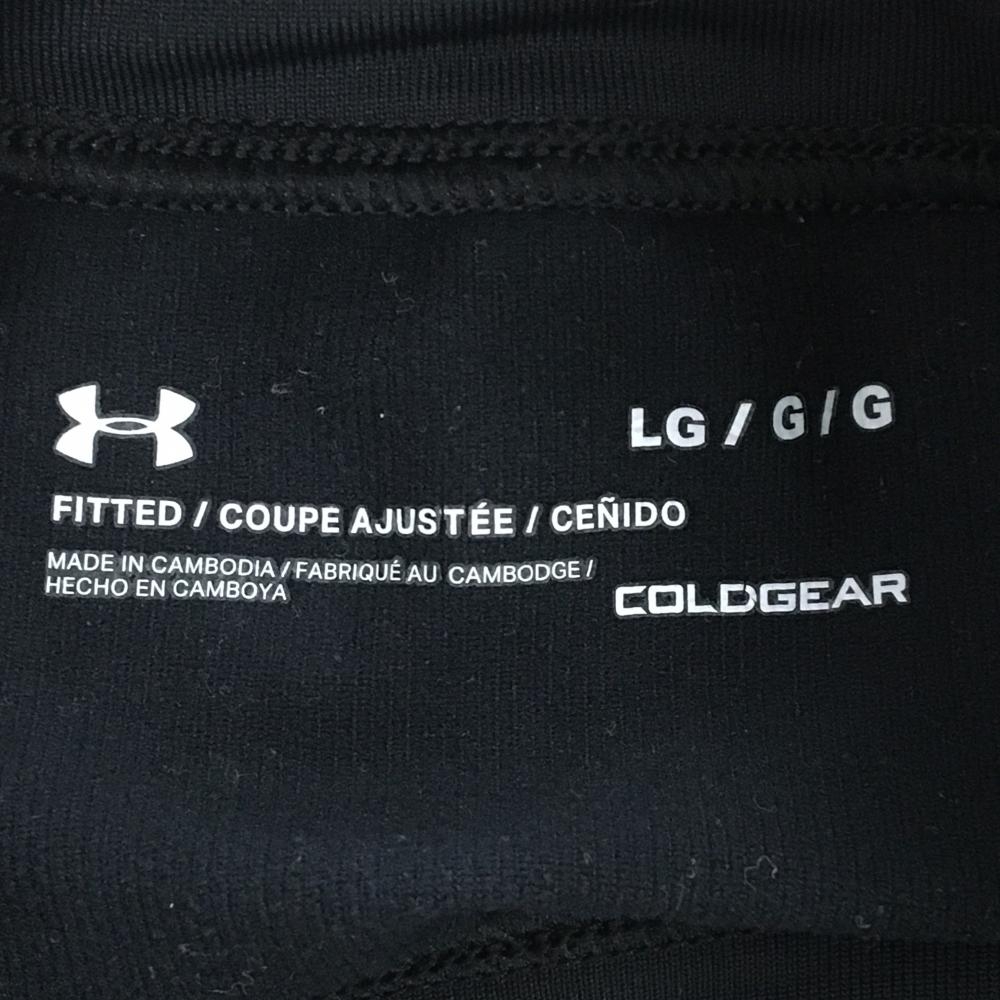 LG / G / G
FITTED / COUPE AJUSTÉE / CEÑIDO
MADE IN CAMBODIA / FABRIQUÉ AU CAMBODGE /
HECHO EN CAMBOYA
COLDGEAR